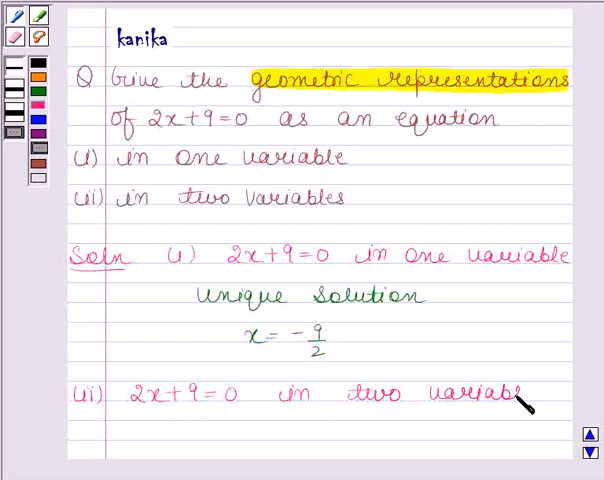 kanika
Q Give the geometric representations
of 2x+9=0 as an equation
(i) in one variable
(ii) in two variables
Soln (i) 2x+9=0 in one variable
Unique solution
x = - 9/2
(ii) 2x+9=0 in two variab